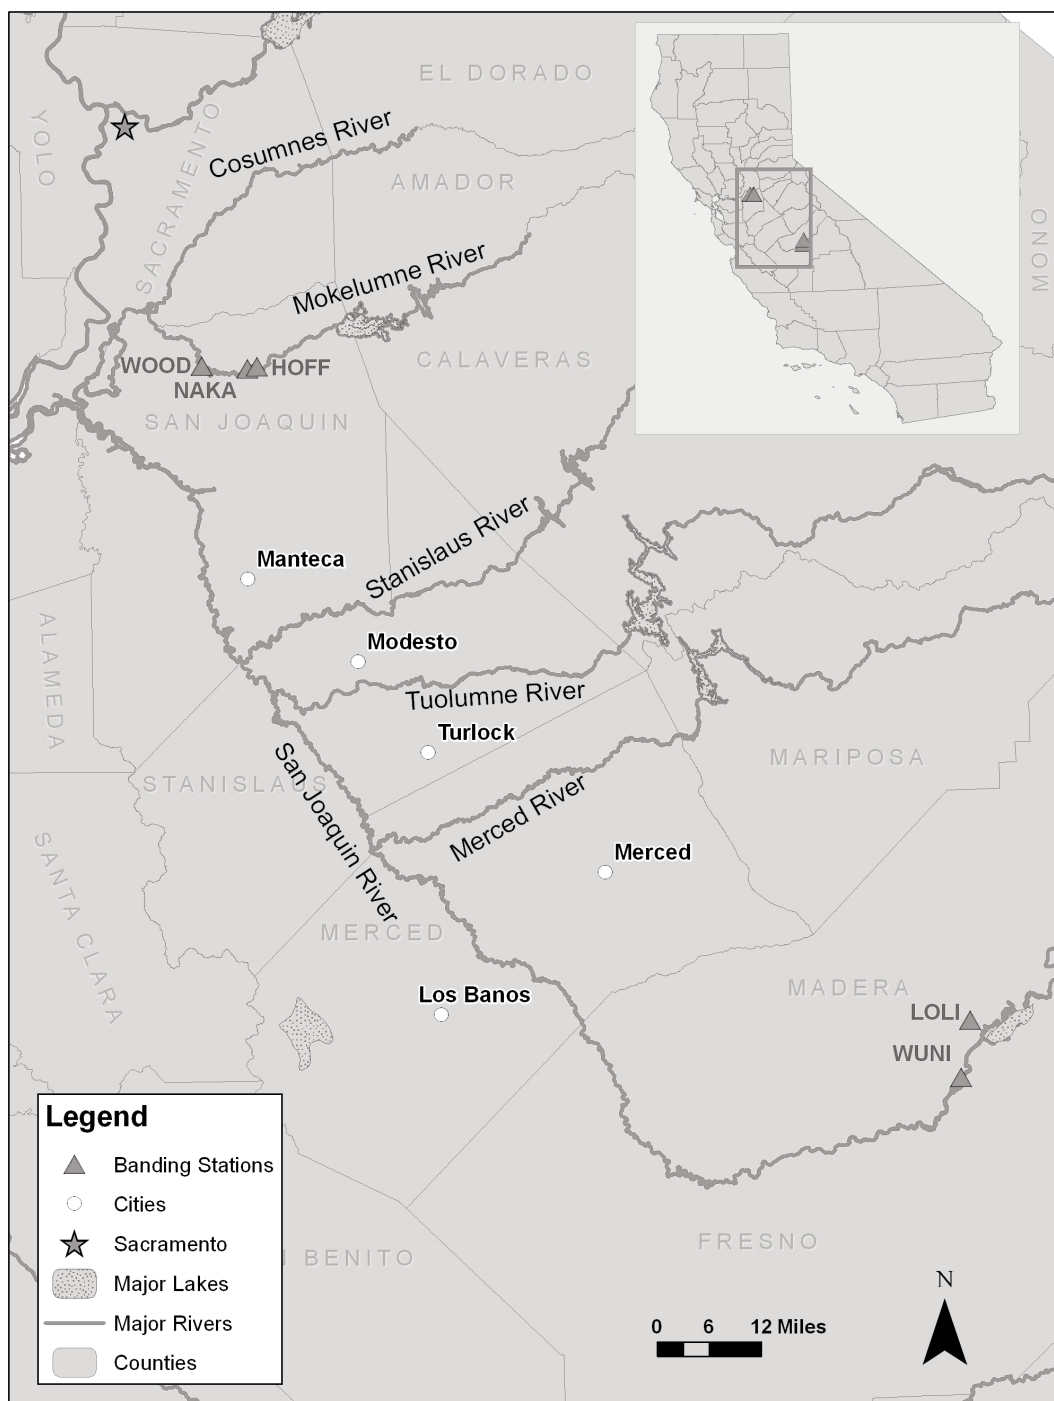 EL DORADO
YOLO
SACRAMENTO
Cosumnes River
AMADOR
MONO
Mokelumne River
CALAVERAS
WOOD
HOFF
NAKA
SAN JOAQUIN
Stanislaus River
Manteca
Modesto
ALAMEDA
Tuolumne River
Turlock
MARIPOSA
STANISLAUS
San Joaquin River
Merced River
Merced
SANTA CLARA
MERCED
MADERA
Los Banos
LOLI
WUNI
Legend
Banding Stations
Cities
Sacramento
Major Lakes
Major Rivers
Counties
BENITO
FRESNO
N
0 6 12 Miles